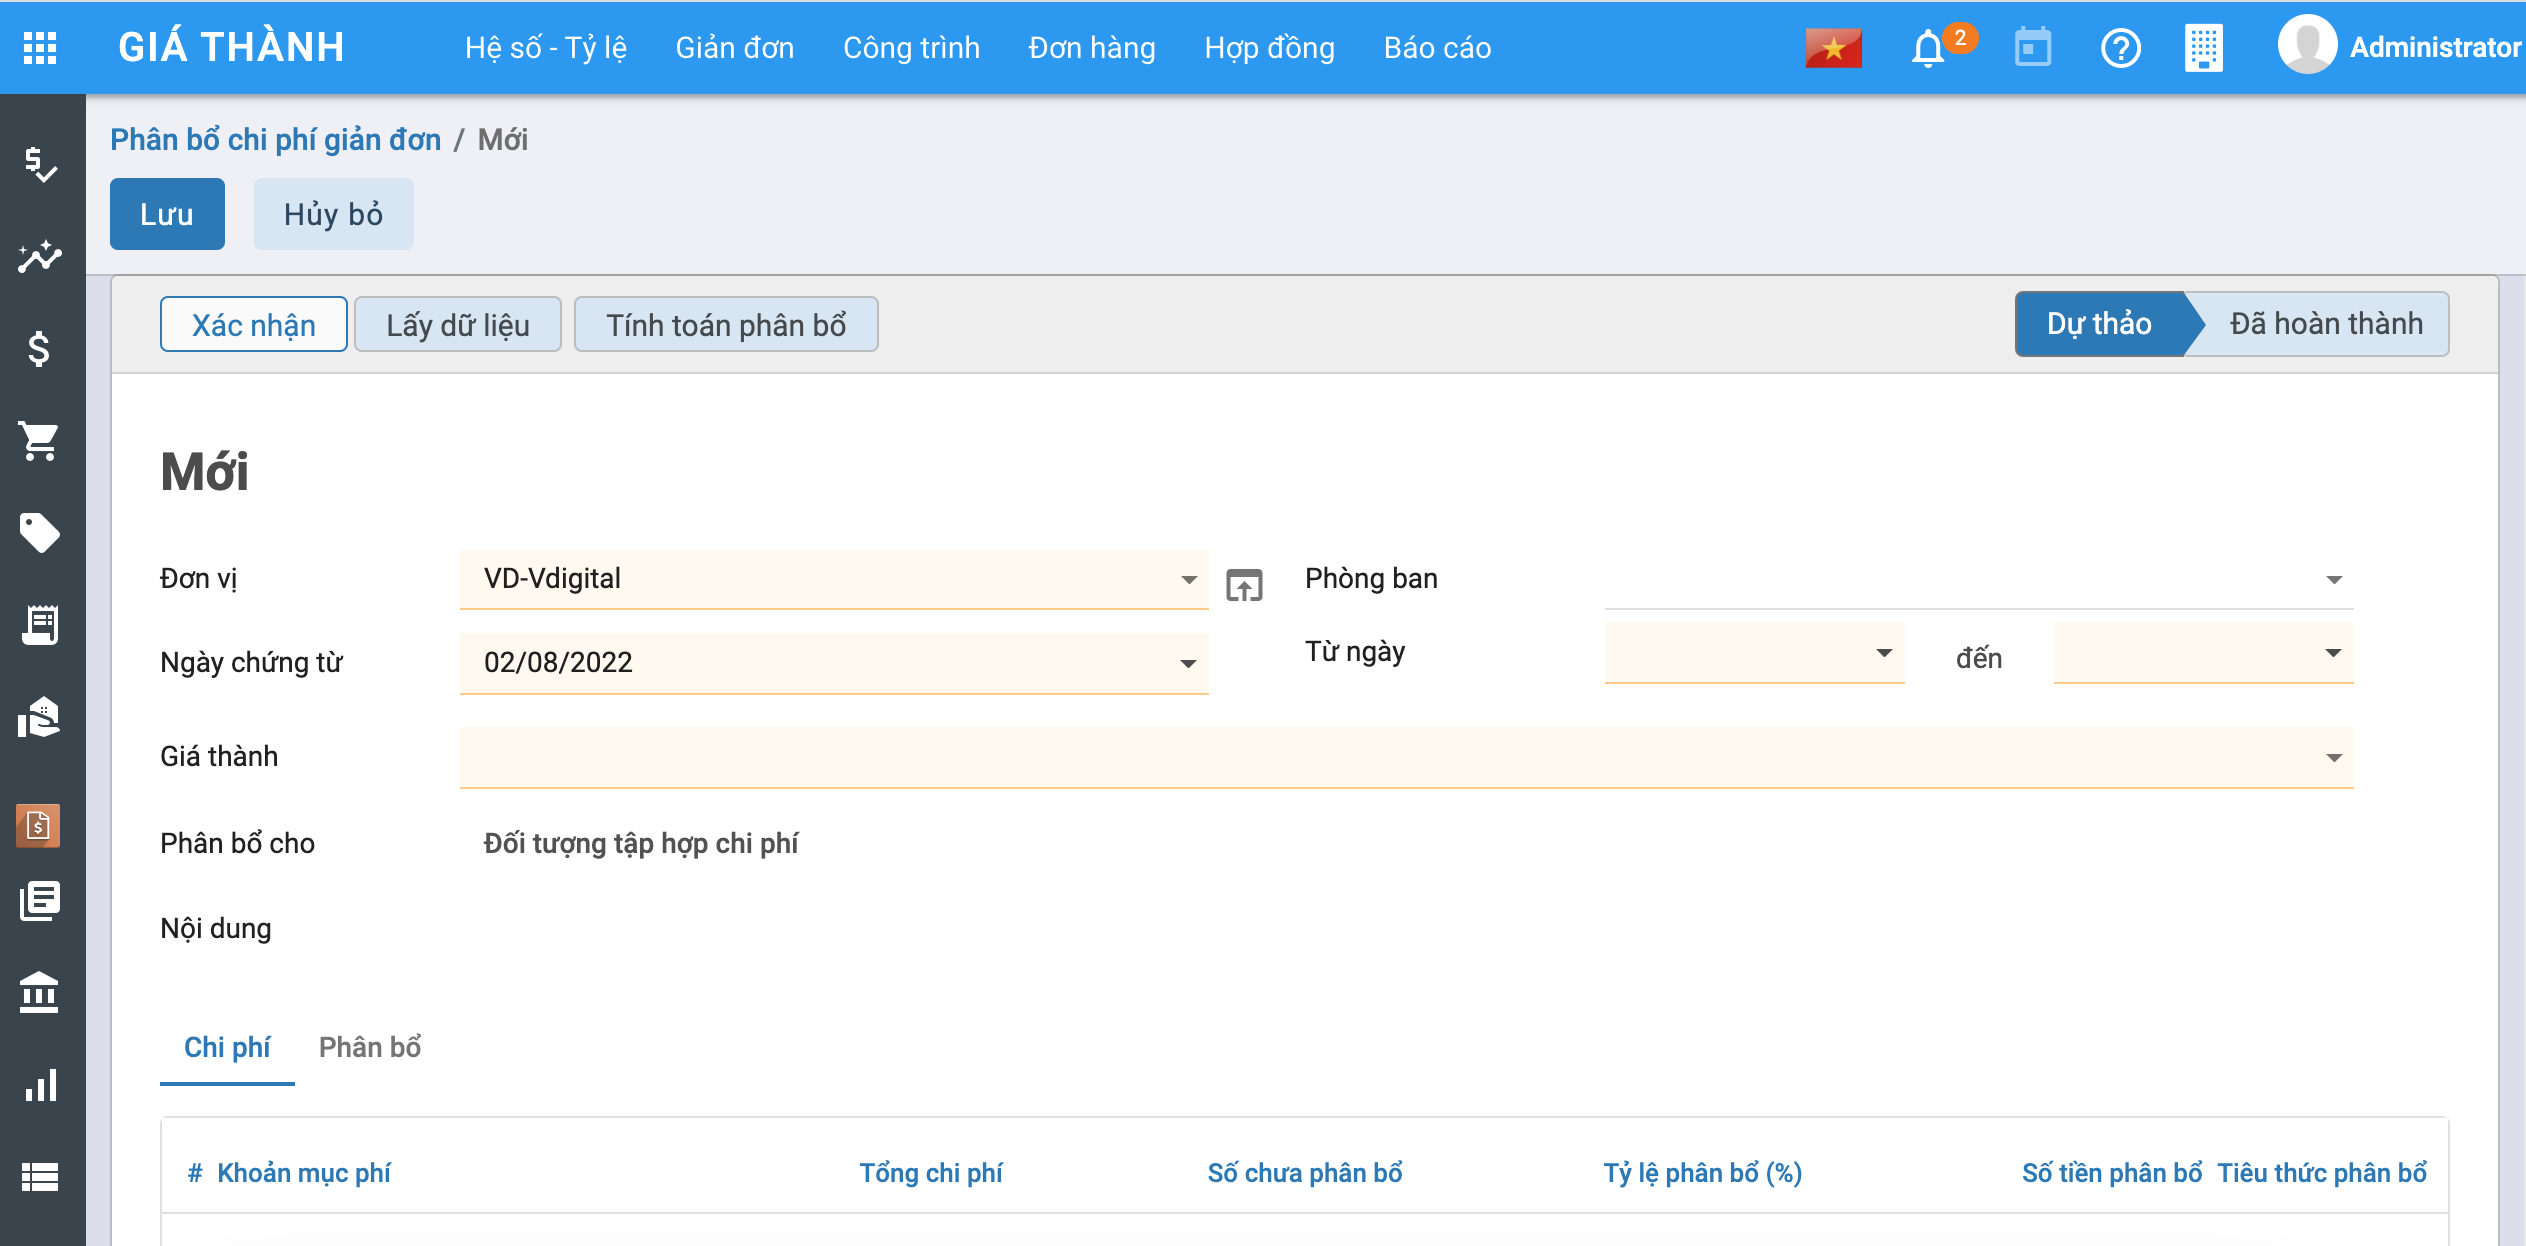 GIÁ THÀNH Hệ số - Tỷ lệ Giản đơn Công trình Đơn hàng Hợp đồng Báo cáo 2 Administrator
Phân bổ chi phí giản đơn / Mới
Lưu Hủy bỏ
Xác nhận Lấy dữ liệu Tính toán phân bổ Dự thảo Đã hoàn thành
Mới
Đơn vị VD-Vdigital Phòng ban
Ngày chứng từ 02/08/2022 Từ ngày đến
Giá thành
Phân bổ cho Đối tượng tập hợp chi phí
Nội dung
Chi phí Phân bổ
# Khoản mục phí Tổng chi phí Số chưa phân bổ Tỷ lệ phân bổ (%) Số tiền phân bổ Tiêu thức phân bổ